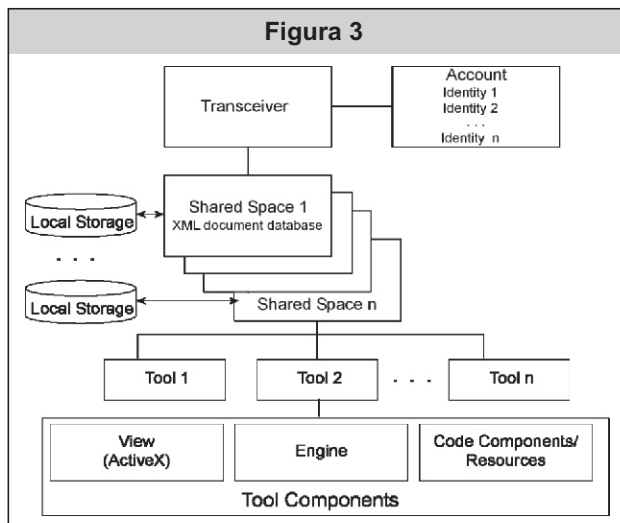 Figura 3
Transceiver
Account
Identity 1
Identity 2
. . .
Identity n
Shared Space 1
XML document database
Local Storage
. . .
Local Storage
Shared Space n
Tool 1
Tool 2
. . .
Tool n
View
(ActiveX)
Engine
Code Components/
Resources
Tool Components